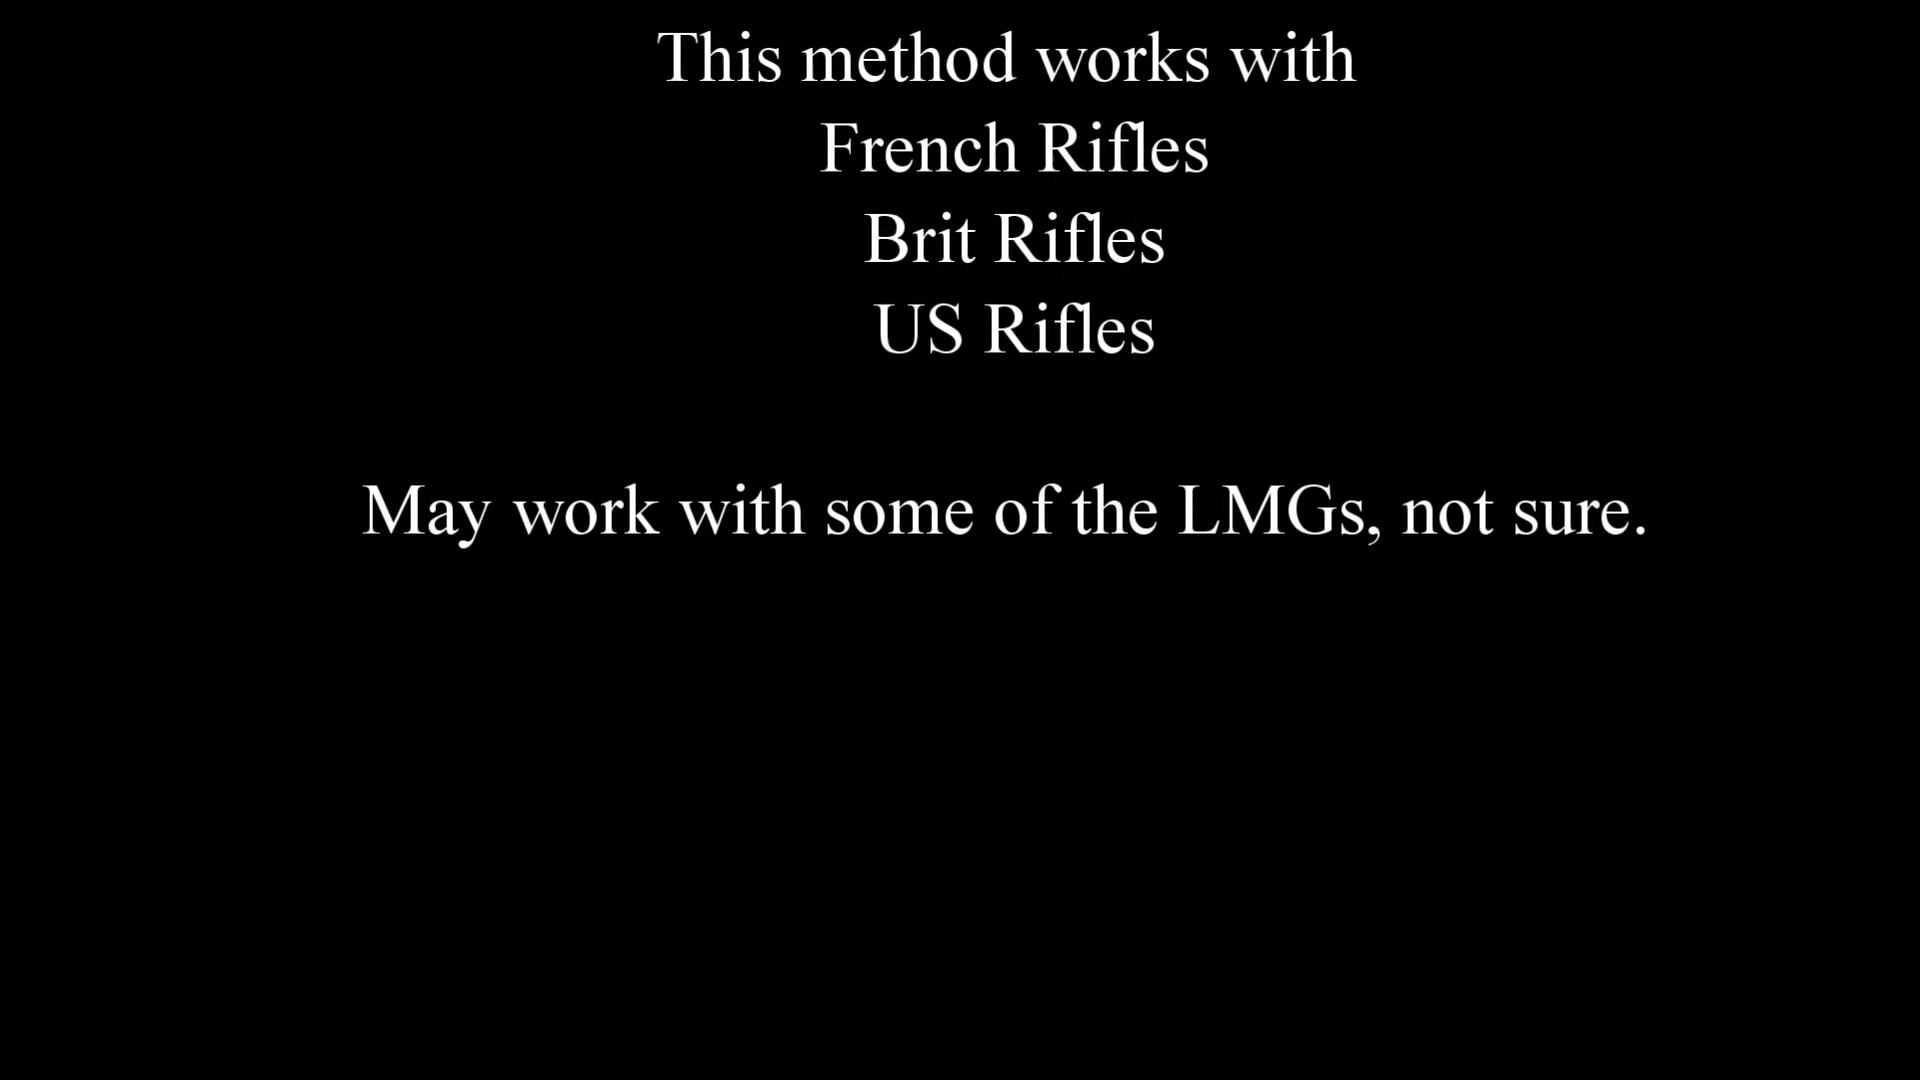 This method works with
French Rifles
Brit Rifles
US Rifles
May work with some of the LMGs, not sure.